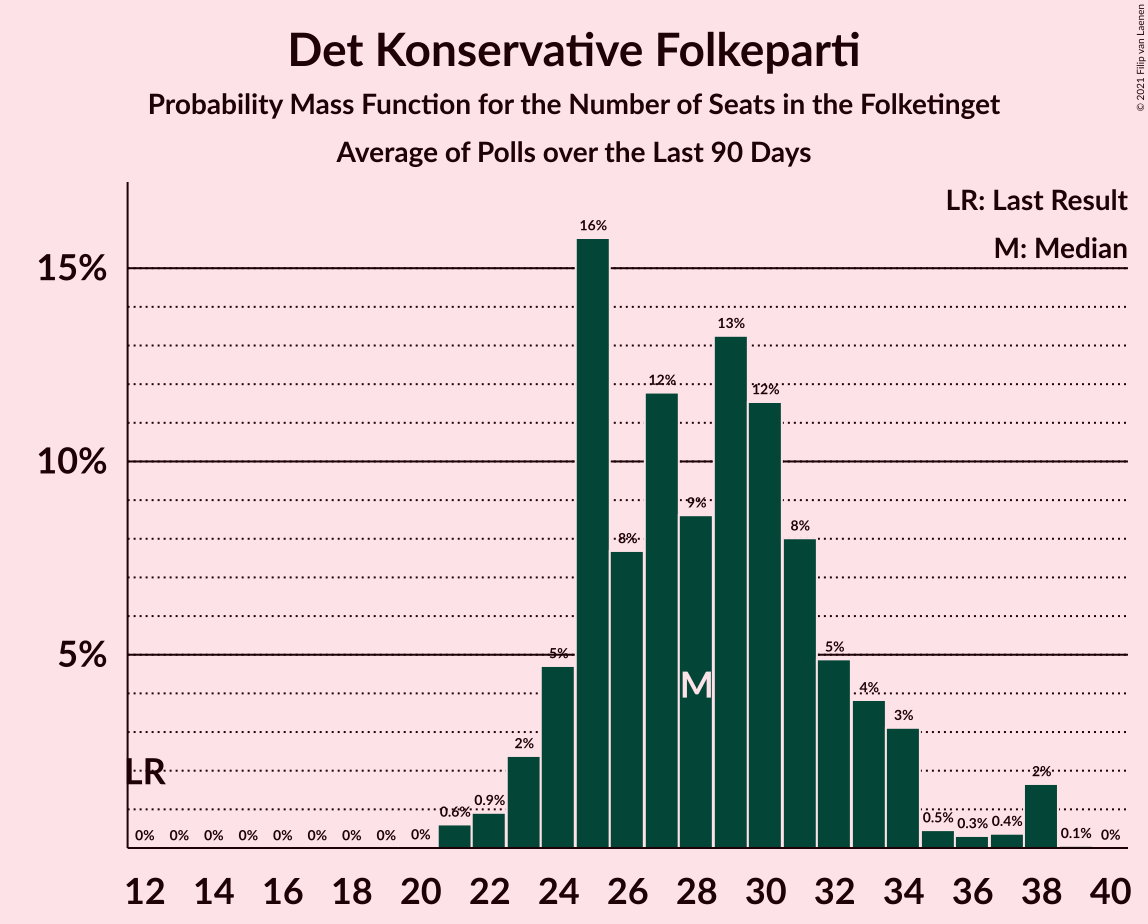 Det Konservative Folkeparti
Probability Mass Function for the Number of Seats in the Folketinget
Average of Polls over the Last 90 Days
© 2021 Filip van Laenen
LR: Last Result
M: Median
15%
10%
5%
LR
M
0% 0% 0% 0% 0% 0% 0% 0% 0% 0.6% 0.9% 2% 5% 16% 8% 12% 9% 13% 12% 8% 5% 4% 3% 0.5% 0.3% 0.4% 2% 0.1% 0%
12 14 16 18 20 22 24 26 28 30 32 34 36 38 40